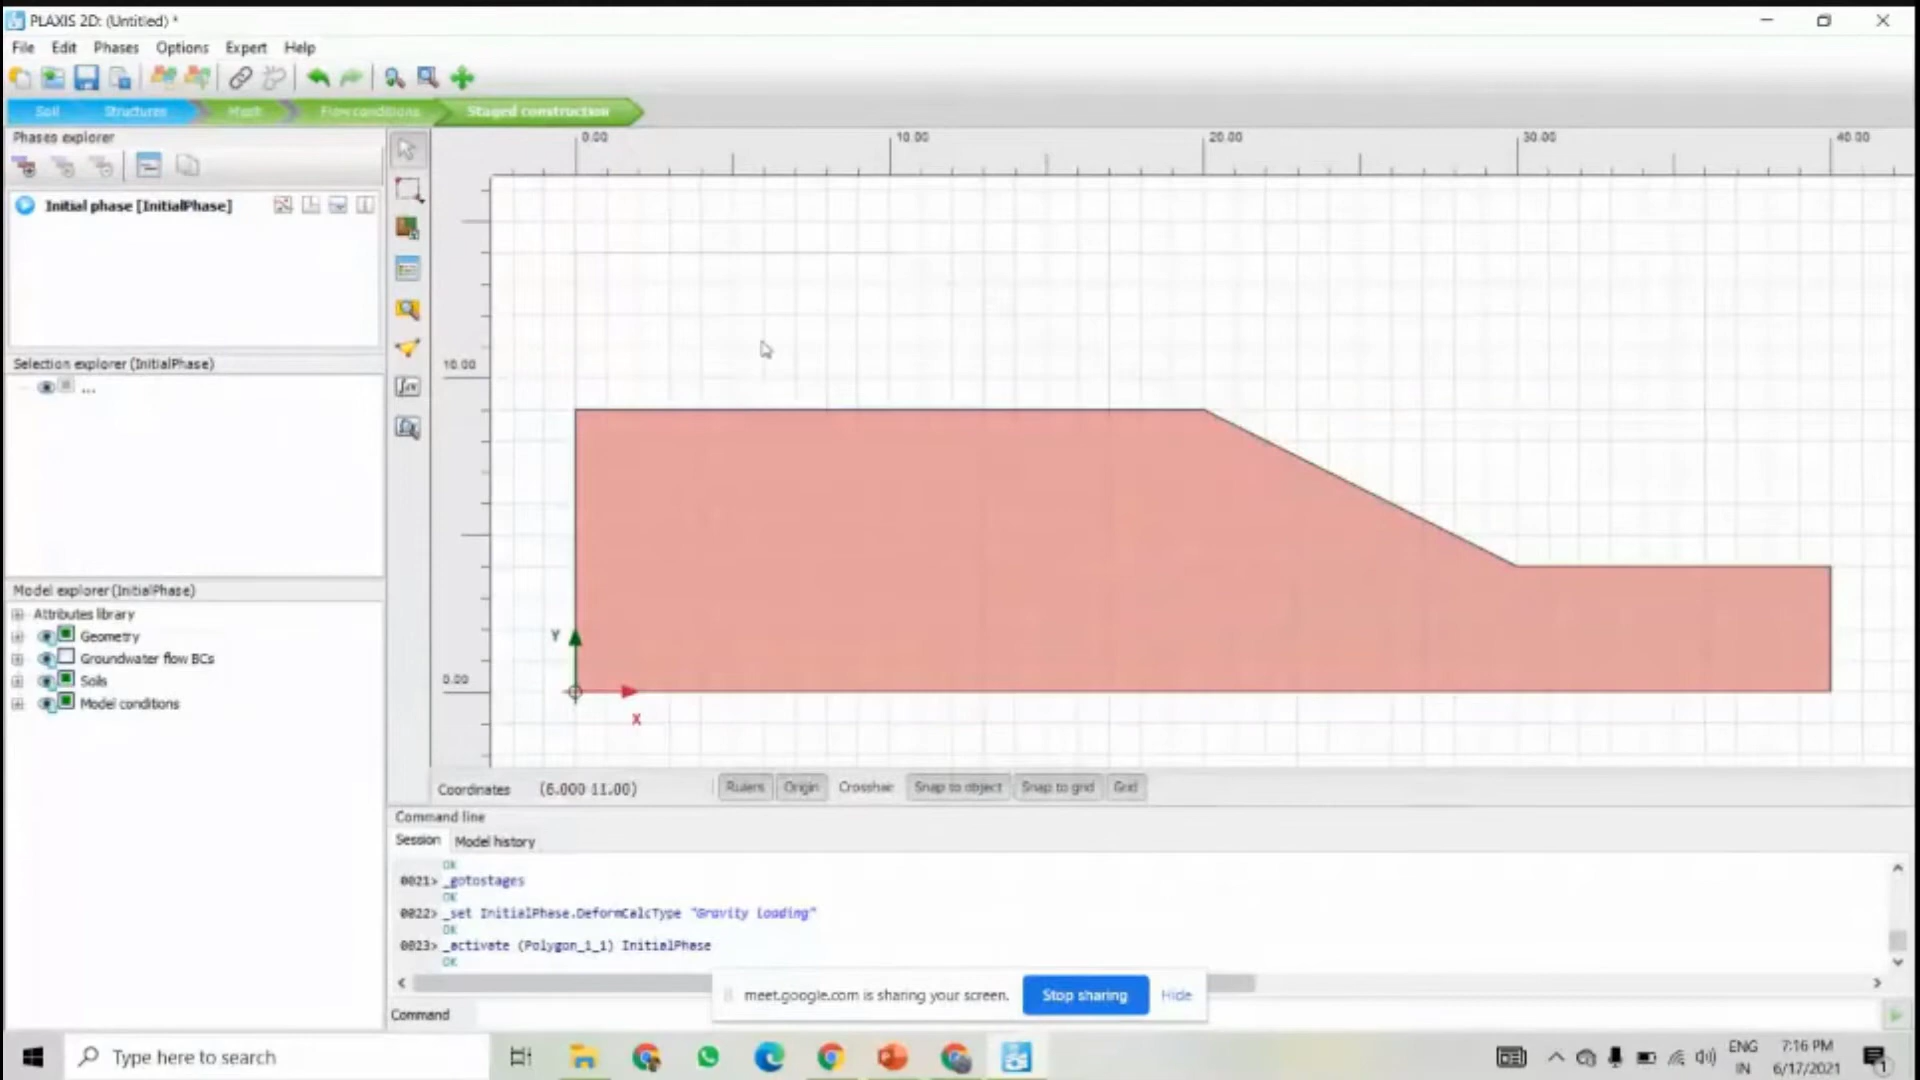 PLAXIS 2D: (Untitled) *
File Edit Phases Options Expert Help
Soil Structures Mesh Flow conditions Staged construction
Phases explorer
Initial phase [InitialPhase]
Selection explorer (InitialPhase)
...
Model explorer (InitialPhase)
Attributes library
Geometry
Groundwater flow BCs
Soils
Model conditions
0.00 10.00 20.00 30.00 40.00
10.00
0.00
Y
X
Coordinates (6.000 11.00) Rulers Origin Crosshair Snap to object Snap to grid Grid
Command line
Session Model history
OK
0021> _gotostages
OK
0022> _set InitialPhase.DeformCalcType "Gravity loading"
OK
0023> _activate (Polygon_1_1) InitialPhase
OK
meet.google.com is sharing your screen. Stop sharing Hide
Command
Type here to search
ENG
IN
7:16 PM
6/17/2021
1